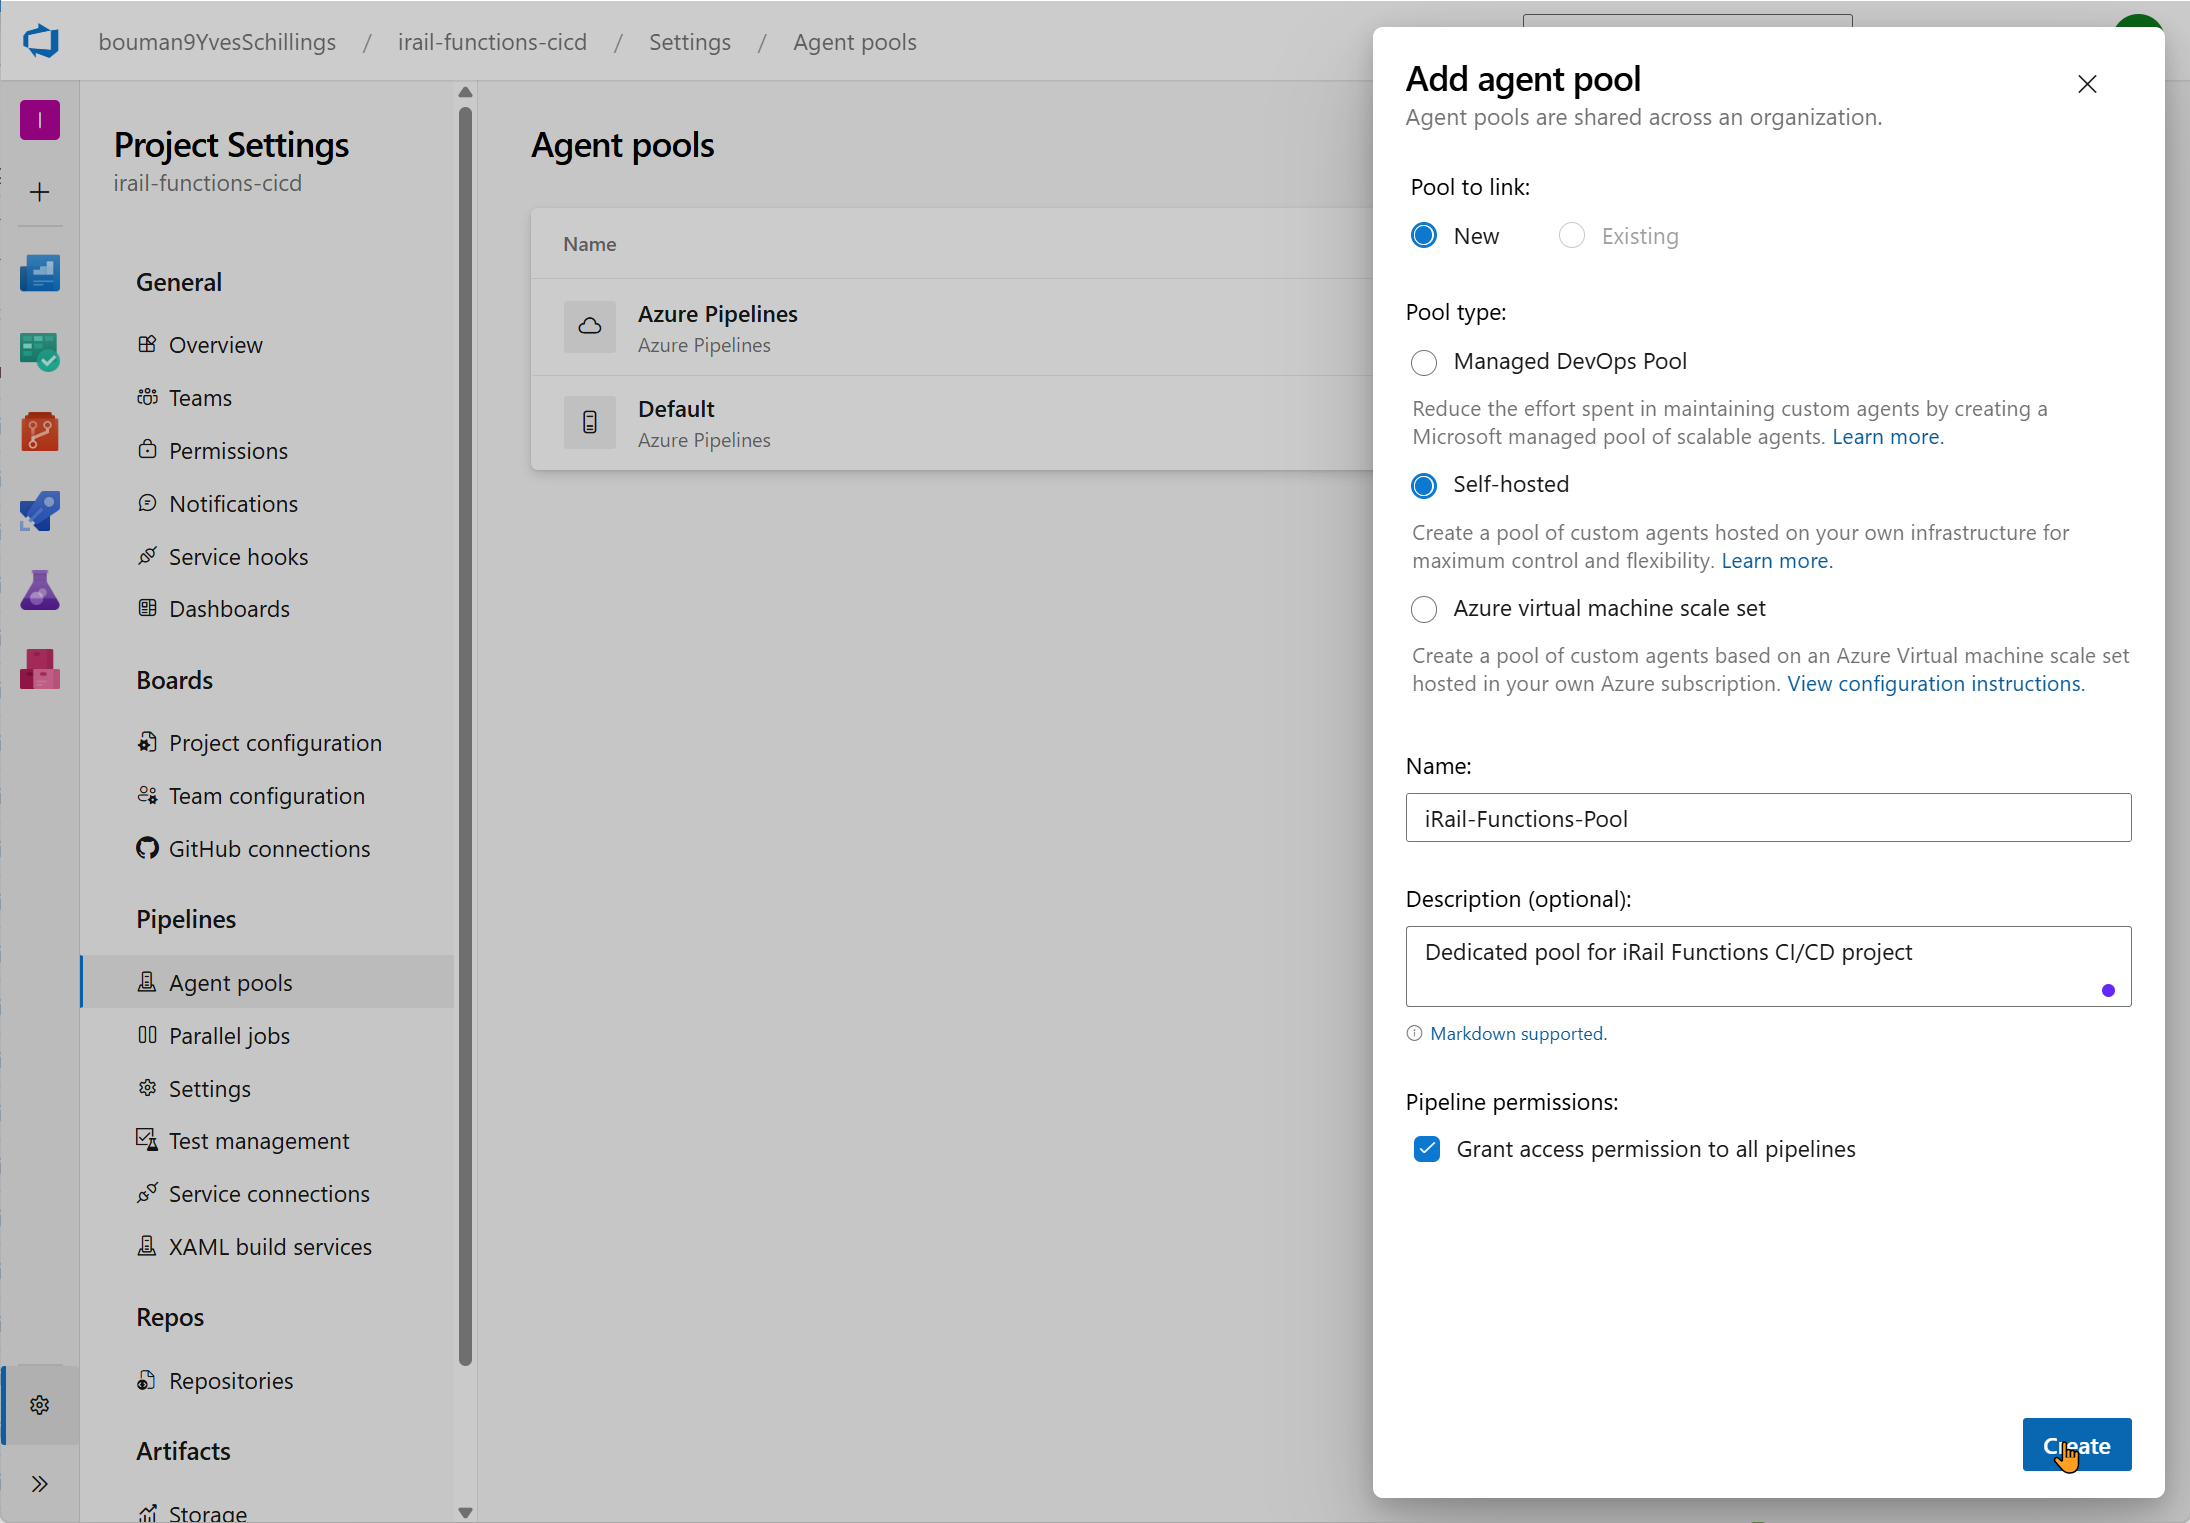 bouman9YvesSchillings / irail-functions-cicd / Settings / Agent pools
I
Project Settings
irail-functions-cicd
General
Overview
Teams
Permissions
Notifications
Service hooks
Dashboards
Boards
Project configuration
Team configuration
GitHub connections
Pipelines
Agent pools
Parallel jobs
Settings
Test management
Service connections
XAML build services
Repos
Repositories
Artifacts
Storage
Agent pools
Name
Azure Pipelines
Azure Pipelines
Default
Azure Pipelines
Add agent pool
Agent pools are shared across an organization.
Pool to link:
New
Existing
Pool type:
Managed DevOps Pool
Reduce the effort spent in maintaining custom agents by creating a
Microsoft managed pool of scalable agents. Learn more.
Self-hosted
Create a pool of custom agents hosted on your own infrastructure for
maximum control and flexibility. Learn more.
Azure virtual machine scale set
Create a pool of custom agents based on an Azure Virtual machine scale set
hosted in your own Azure subscription. View configuration instructions.
Name:
iRail-Functions-Pool
Description (optional):
Dedicated pool for iRail Functions CI/CD project
Markdown supported.
Pipeline permissions:
Grant access permission to all pipelines
Create